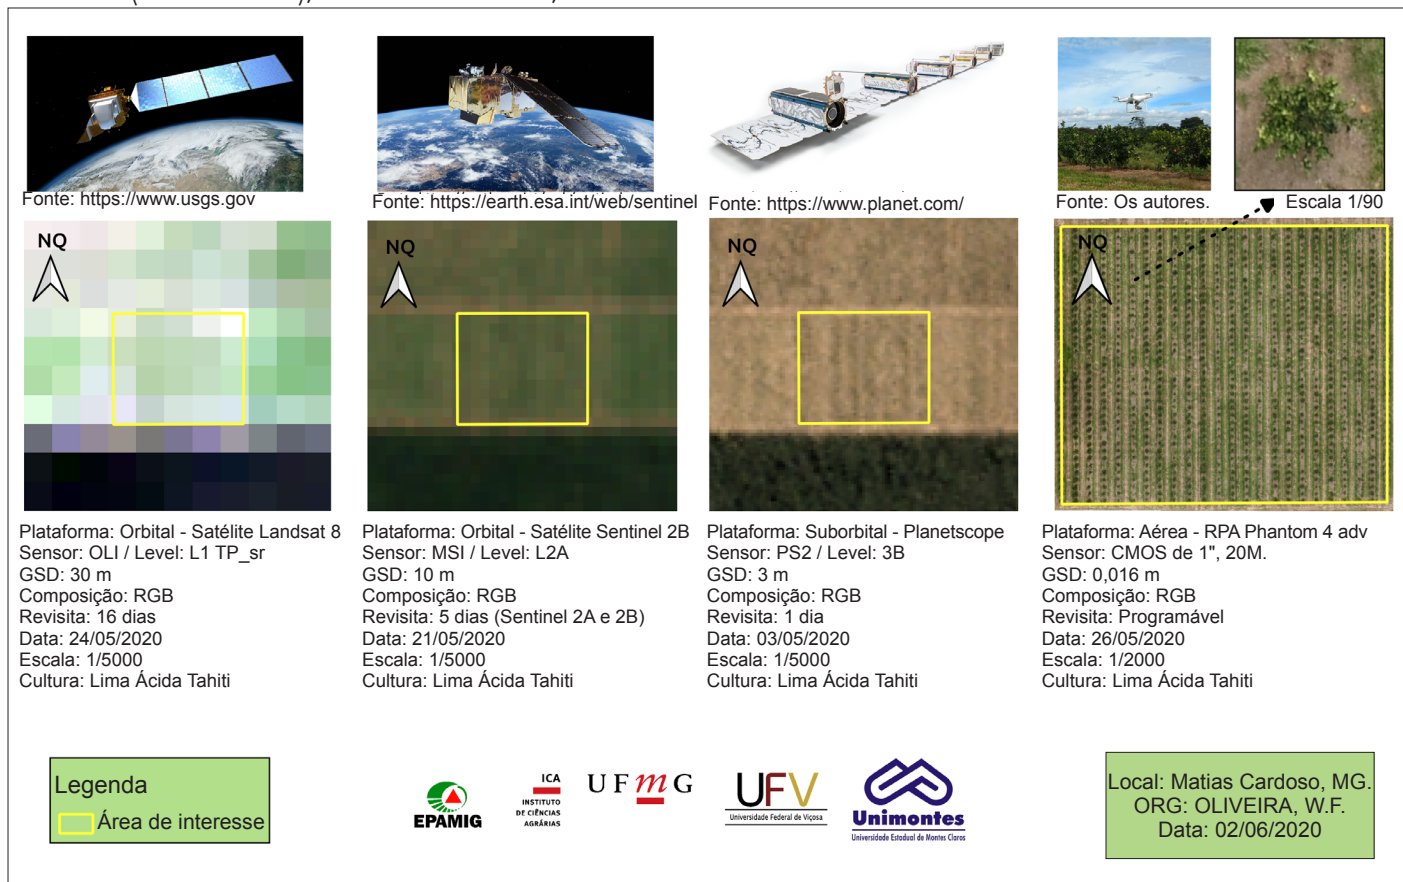 Fonte: https://www.usgs.gov
Fonte: https://earth.esa.int/web/sentinel
Fonte: https://www.planet.com/
Fonte: Os autores.
Escala 1/90
NQ
NQ
NQ
NQ
Plataforma: Orbital - Satélite Landsat 8
Sensor: OLI / Level: L1 TP_sr
GSD: 30 m
Composição: RGB
Revisita: 16 dias
Data: 24/05/2020
Escala: 1/5000
Cultura: Lima Ácida Tahiti
Plataforma: Orbital - Satélite Sentinel 2B
Sensor: MSI / Level: L2A
GSD: 10 m
Composição: RGB
Revisita: 5 dias (Sentinel 2A e 2B)
Data: 21/05/2020
Escala: 1/5000
Cultura: Lima Ácida Tahiti
Plataforma: Suborbital - Planetscope
Sensor: PS2 / Level: 3B
GSD: 3 m
Composição: RGB
Revisita: 1 dia
Data: 03/05/2020
Escala: 1/5000
Cultura: Lima Ácida Tahiti
Plataforma: Aérea - RPA Phantom 4 adv
Sensor: CMOS de 1", 20M.
GSD: 0,016 m
Composição: RGB
Revisita: Programável
Data: 26/05/2020
Escala: 1/2000
Cultura: Lima Ácida Tahiti
Legenda
Área de interesse
EPAMIG
ICA
INSTITUTO
DE CIÊNCIAS
AGRÁRIAS
UFmG
UFV
Universidade Federal de Viçosa
Unimontes
Universidade Estadual de Montes Claros
Local: Matias Cardoso, MG.
ORG: OLIVEIRA, W.F.
Data: 02/06/2020